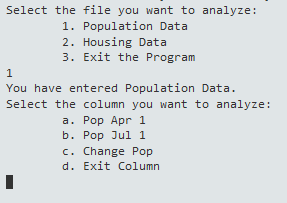 Select the file you want to analyze:
1. Population Data
2. Housing Data
3. Exit the Program
1
You have entered Population Data.
Select the column you want to analyze:
a. Pop Apr 1
b. Pop Jul 1
c. Change Pop
d. Exit Column